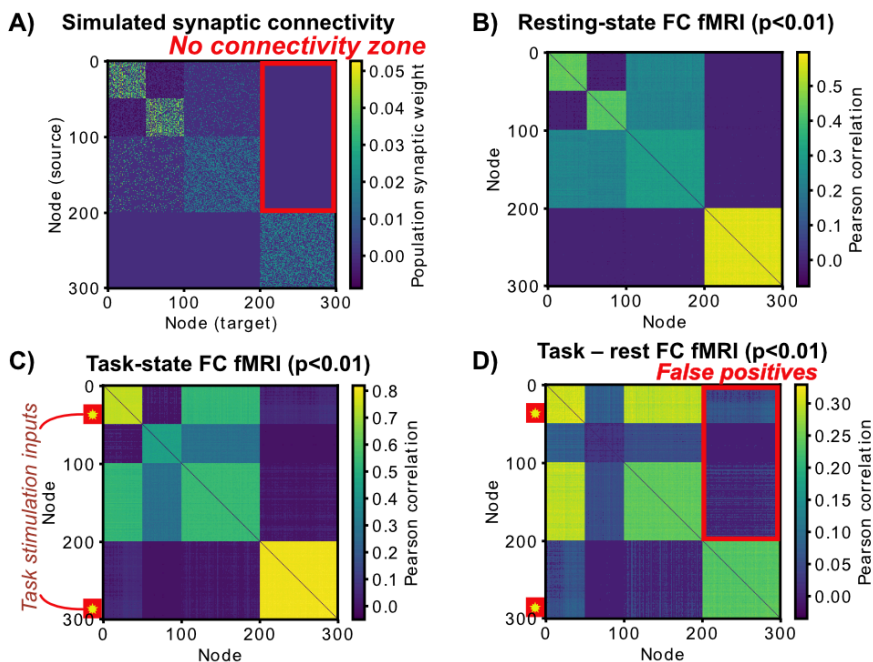 A) Simulated synaptic connectivity
No connectivity zone
0
100
200
300
0 100 200 300
Node (source)
Node (target)
0.05
0.04
0.03
0.02
0.01
0.00
Population synaptic weight
B) Resting-state FC fMRI (p<0.01)
0
100
200
300
0 100 200 300
Node
Node
0.5
0.4
0.3
0.2
0.1
0.0
Pearson correlation
C) Task-state FC fMRI (p<0.01)
Task stimulation inputs
0
100
200
300
0 100 200 300
Node
Node
0.8
0.7
0.6
0.5
0.4
0.3
0.2
0.1
0.0
Pearson correlation
D) Task – rest FC fMRI (p<0.01)
False positives
0
100
200
300
0 100 200 300
Node
Node
0.30
0.25
0.20
0.15
0.10
0.05
0.00
Pearson correlation